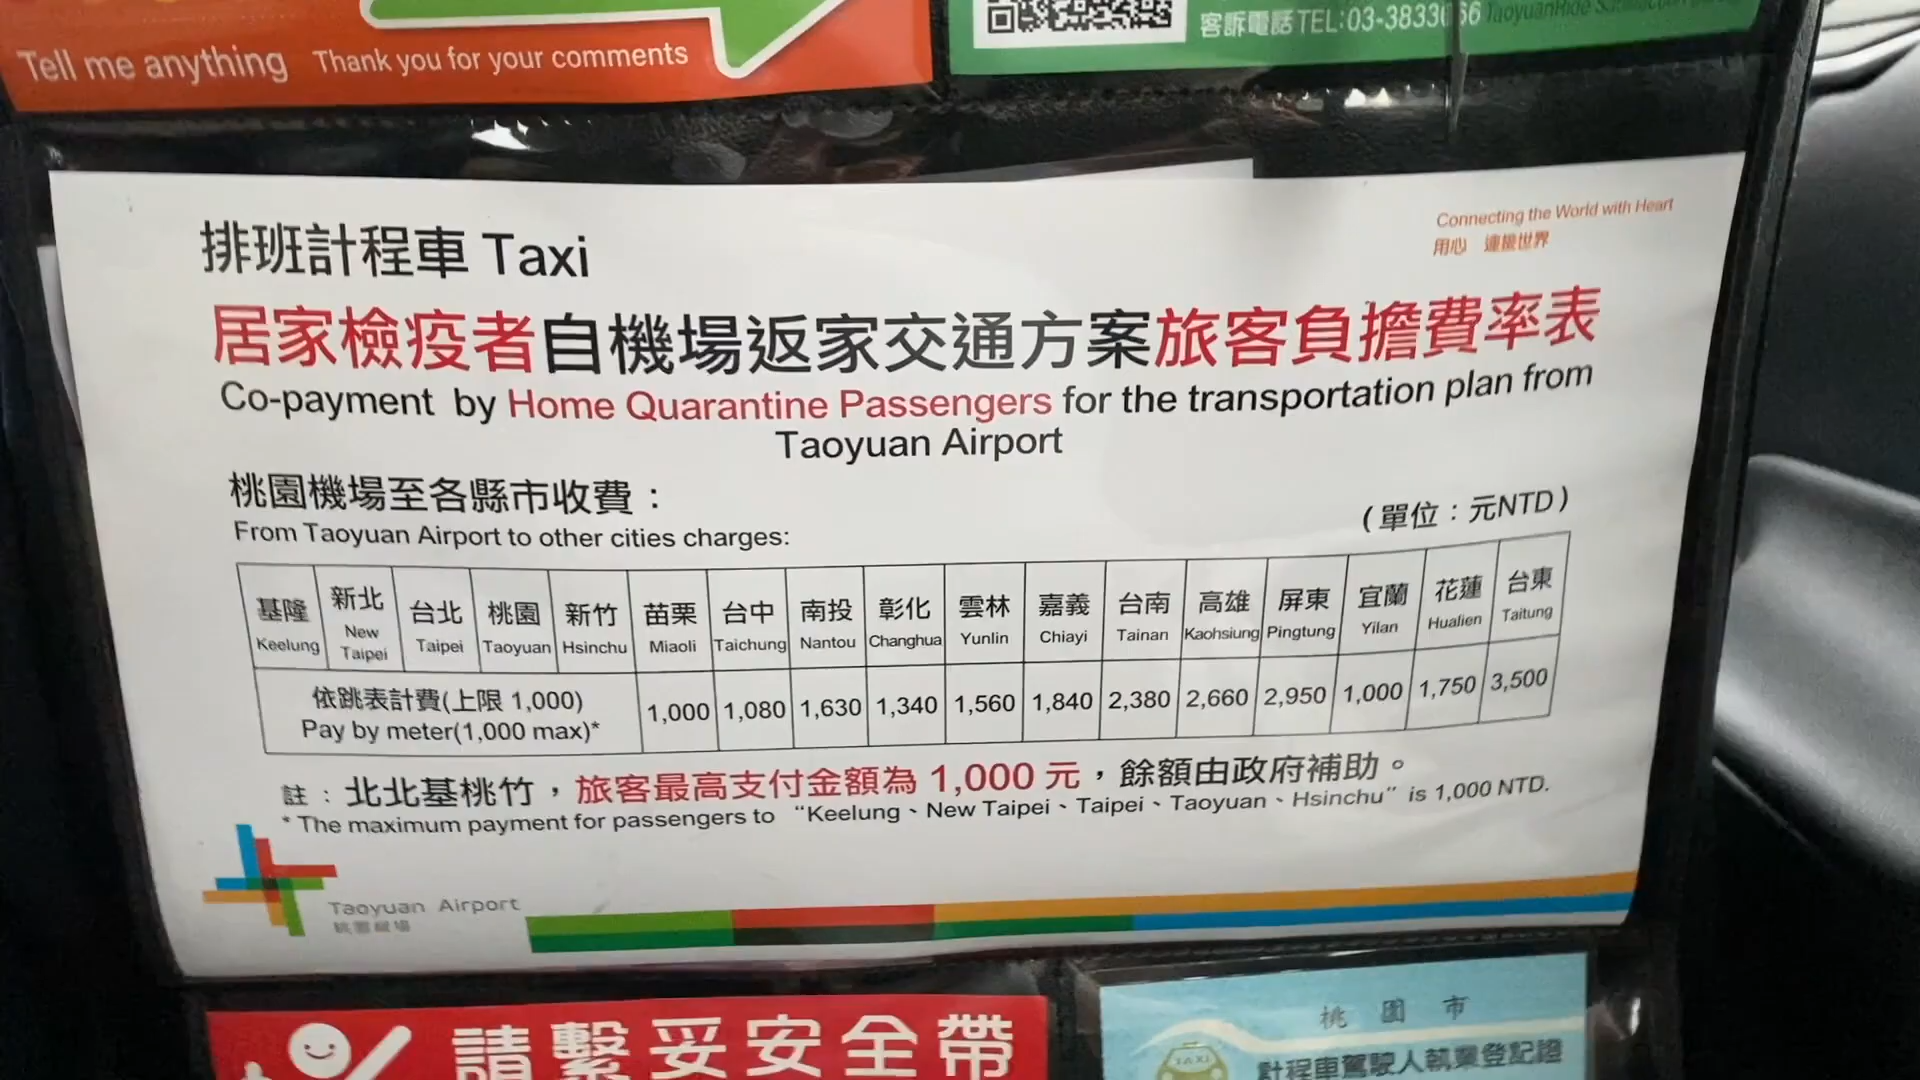 Tell me anything Thank you for your comments
客訴電話TEL:03-383
排班計程車 Taxi
Connecting the World with Heart
用心 連接世界
居家檢疫者自機場返家交通方案旅客負擔費率表
Co-payment by Home Quarantine Passengers for the transportation plan from
Taoyuan Airport
桃園機場至各縣市收費：
(單位：元NTD)
From Taoyuan Airport to other cities charges:
基隆 新北 台北 桃園 新竹 苗栗 台中 南投 彰化 雲林 嘉義 台南 高雄 屏東 宜蘭 花蓮 台東
Keelung New Taipei Taipei Taoyuan Hsinchu Miaoli Taichung Nantou Changhua Yunlin Chiayi Tainan Kaohsiung Pingtung Yilan Hualien Taitung
依跳表計費(上限 1,000)
Pay by meter(1,000 max)*
1,000 1,080 1,630 1,340 1,560 1,840 2,380 2,660 2,950 1,000 1,750 3,500
註：北北基桃竹，旅客最高支付金額為 1,000 元，餘額由政府補助。
* The maximum payment for passengers to “Keelung、New Taipei、Taipei、Taoyuan、Hsinchu” is 1,000 NTD.
Taoyuan Airport
桃園機場
請繫妥安全帶
桃園市
TAXI
計程車駕駛人執業登記證